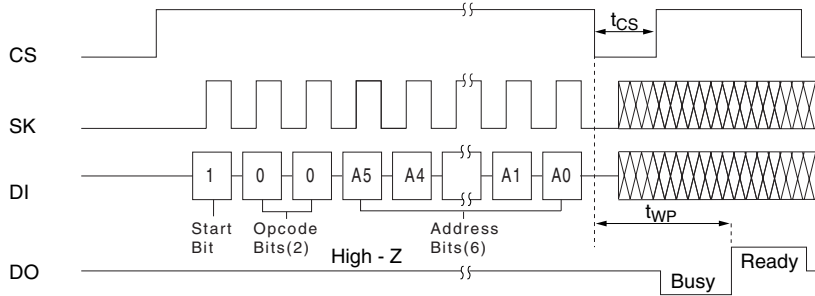 CS
tCS
SK
DI
1 0 0 A5 A4 A1 A0
Start
Bit
Opcode
Bits(2)
Address
Bits(6)
tWP
High - Z
DO
Busy
Ready